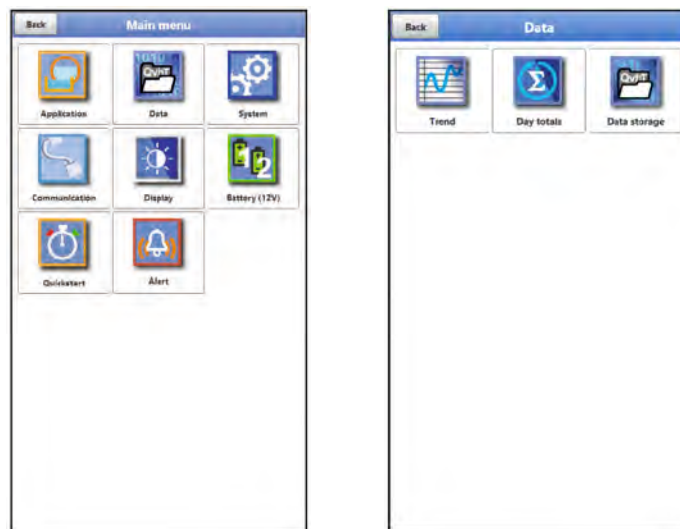 Back Main menu
Application Data System
Communication Display Battery (12V)
Quickstart Alert
Back Data
Trend Day totals Data storage